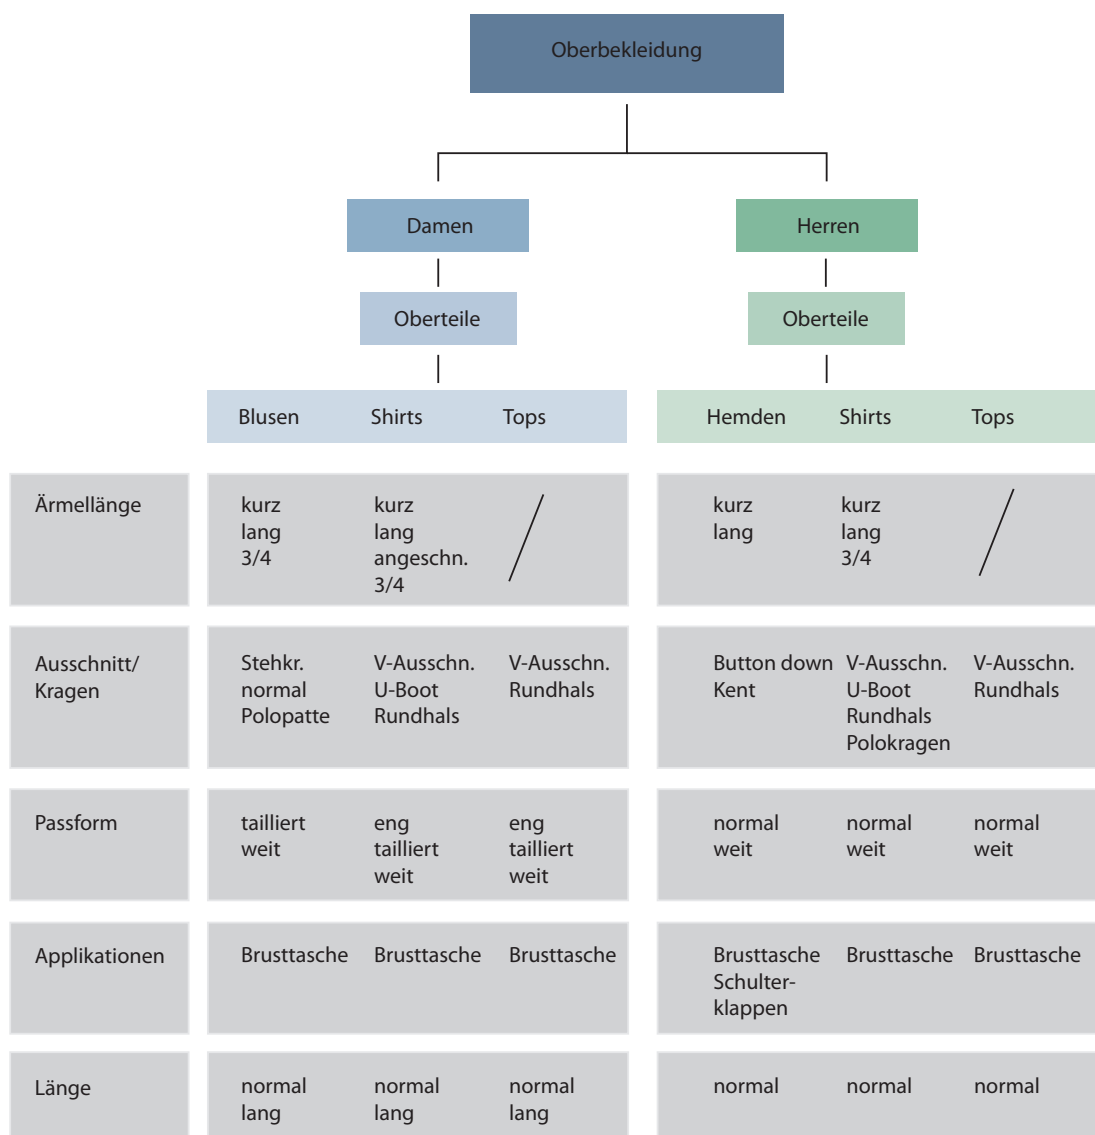 Oberbekleidung
Damen Herren
Oberteile Oberteile
Blusen Shirts Tops Hemden Shirts Tops
Ärmellänge kurz kurz kurz kurz
lang lang lang lang
3/4 angeschn. 3/4
3/4
Ausschnitt/ Stehkr. V-Ausschn. V-Ausschn. Button down V-Ausschn. V-Ausschn.
Kragen normal U-Boot Rundhals Kent U-Boot Rundhals
Polopatte Rundhals Rundhals
Polokragen
Passform tailliert eng eng normal normal normal
weit tailliert tailliert weit weit weit
weit weit
Applikationen Brusttasche Brusttasche Brusttasche Brusttasche Brusttasche Brusttasche
Schulter-
klappen
Länge normal normal normal normal normal normal
lang lang lang